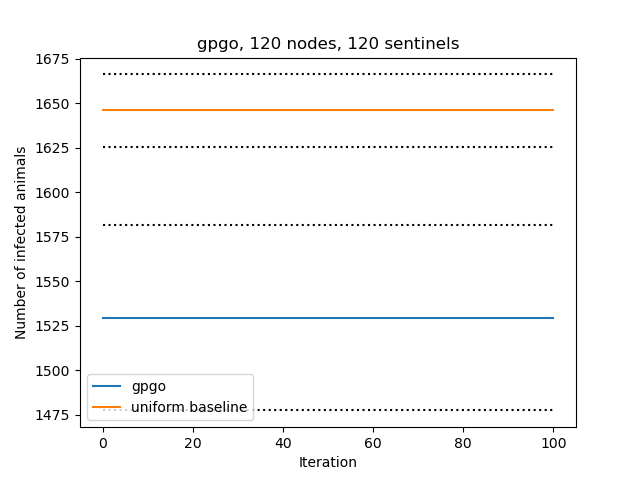 gpgo, 120 nodes, 120 sentinels
Number of infected animals
1675
1650
1625
1600
1575
1550
1525
1500
1475
gpgo
uniform baseline
0 20 40 60 80 100
Iteration